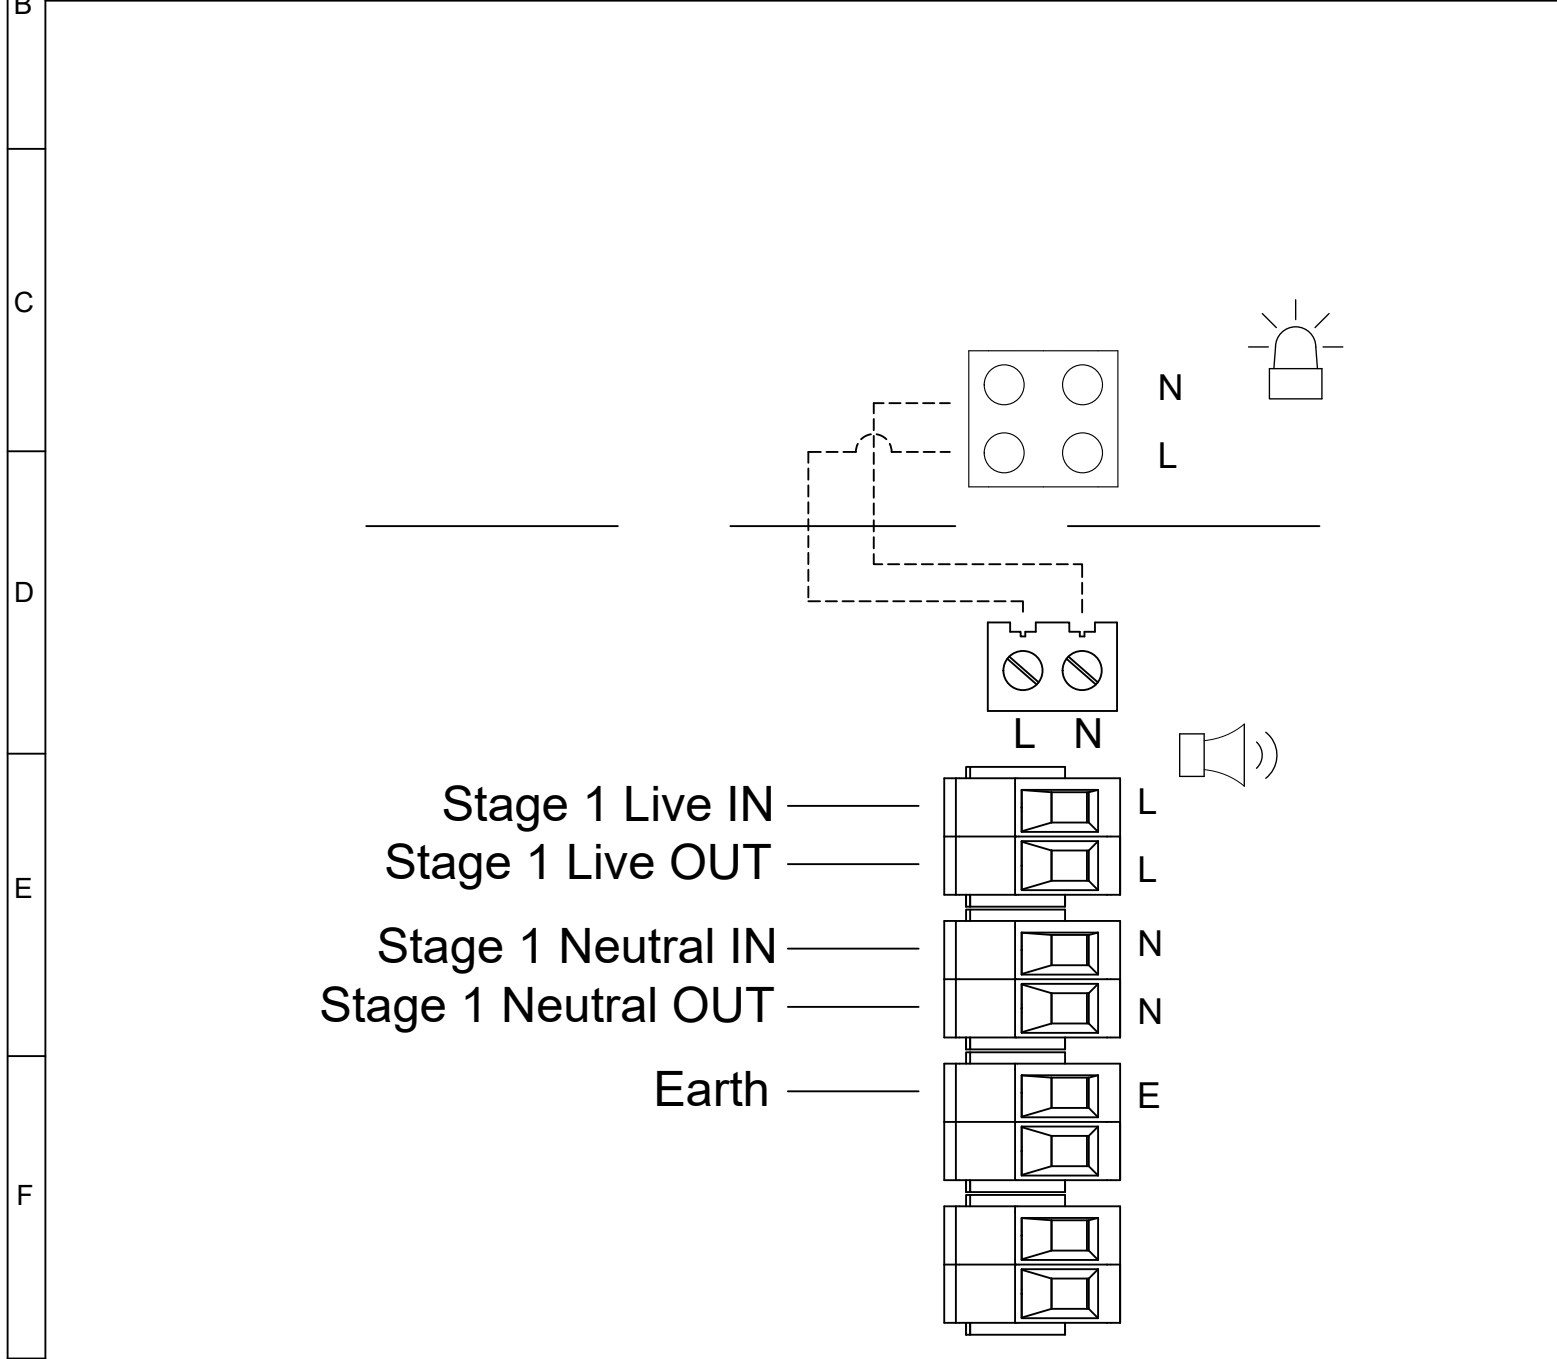 B
C
N
L
D
L N
Stage 1 Live IN L
Stage 1 Live OUT L
E
Stage 1 Neutral IN N
Stage 1 Neutral OUT N
Earth E
F